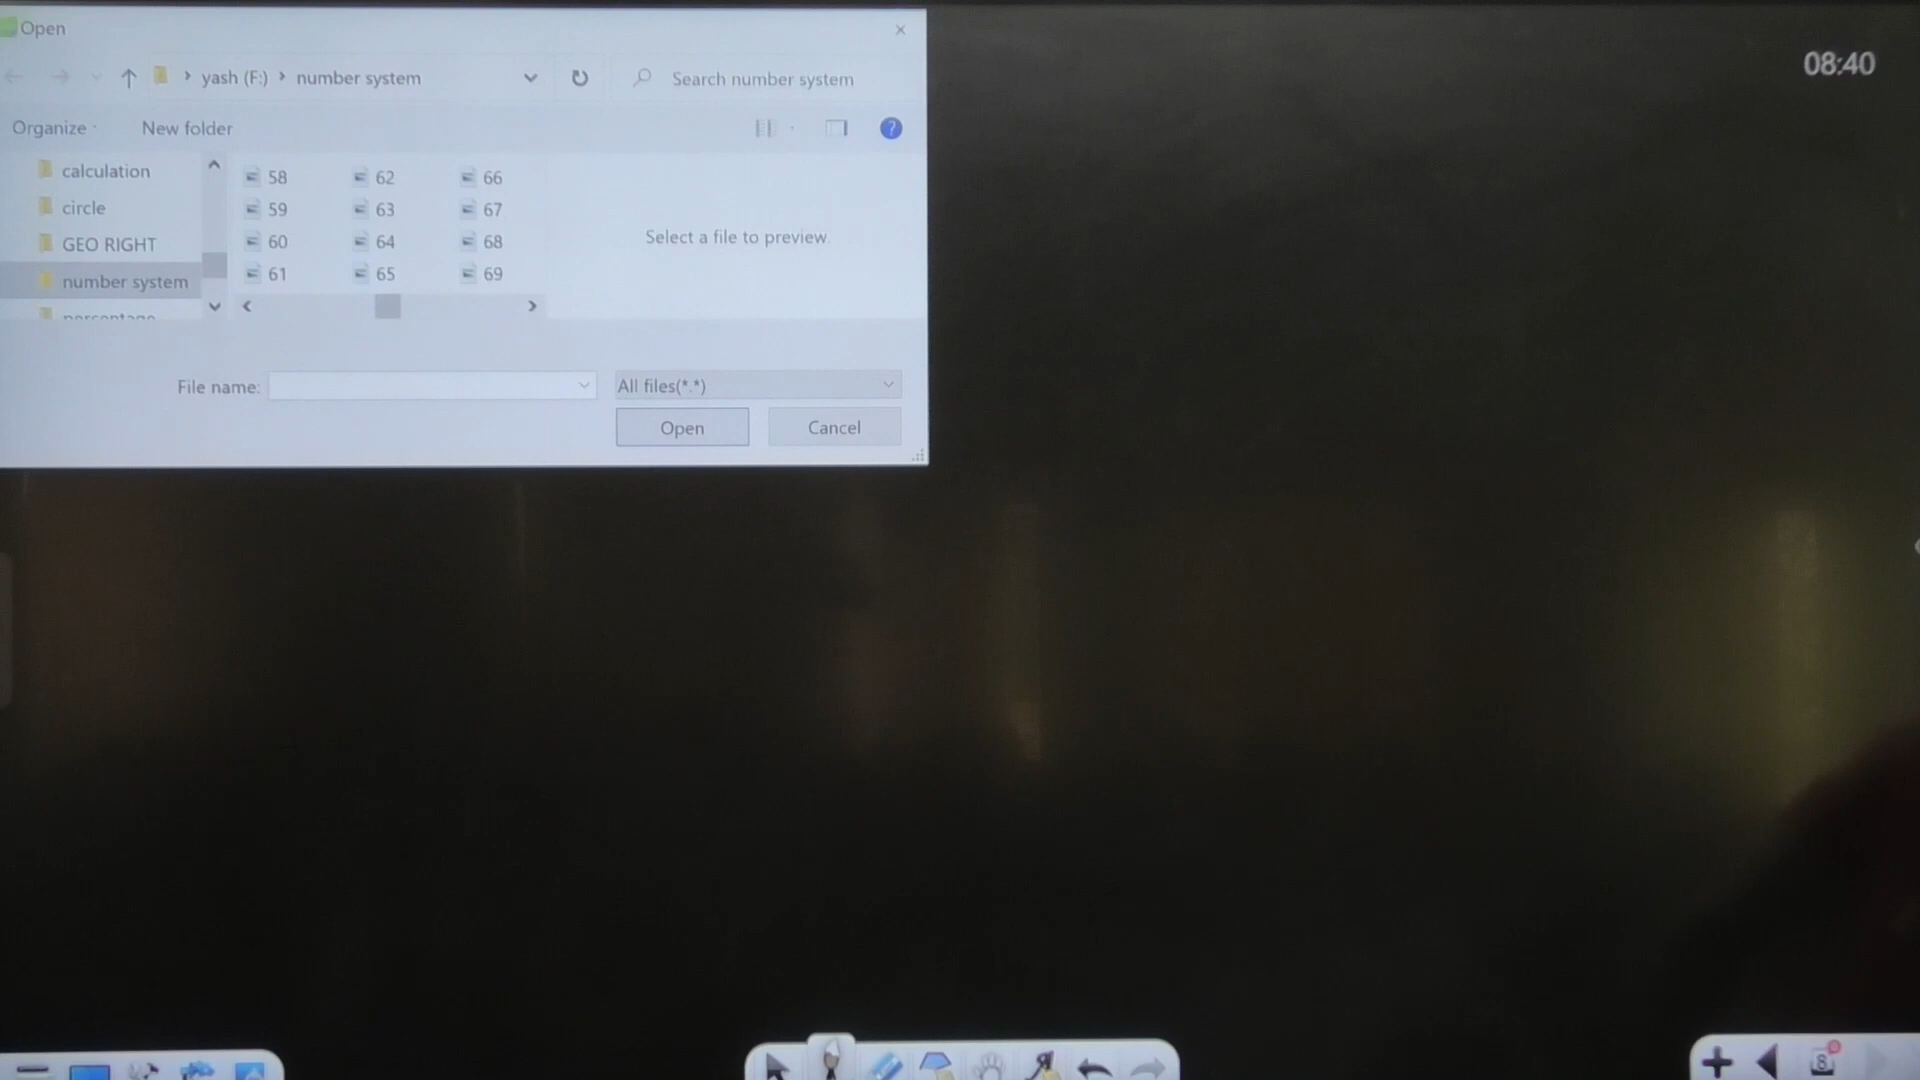 Open
08:40
yash (F:) number system
Search number system
Organize New folder
calculation
circle
GEO RIGHT
number system
percentage
58 62 66
59 63 67
60 64 68
61 65 69
Select a file to preview.
File name:
All files(*.*)
Open Cancel
8